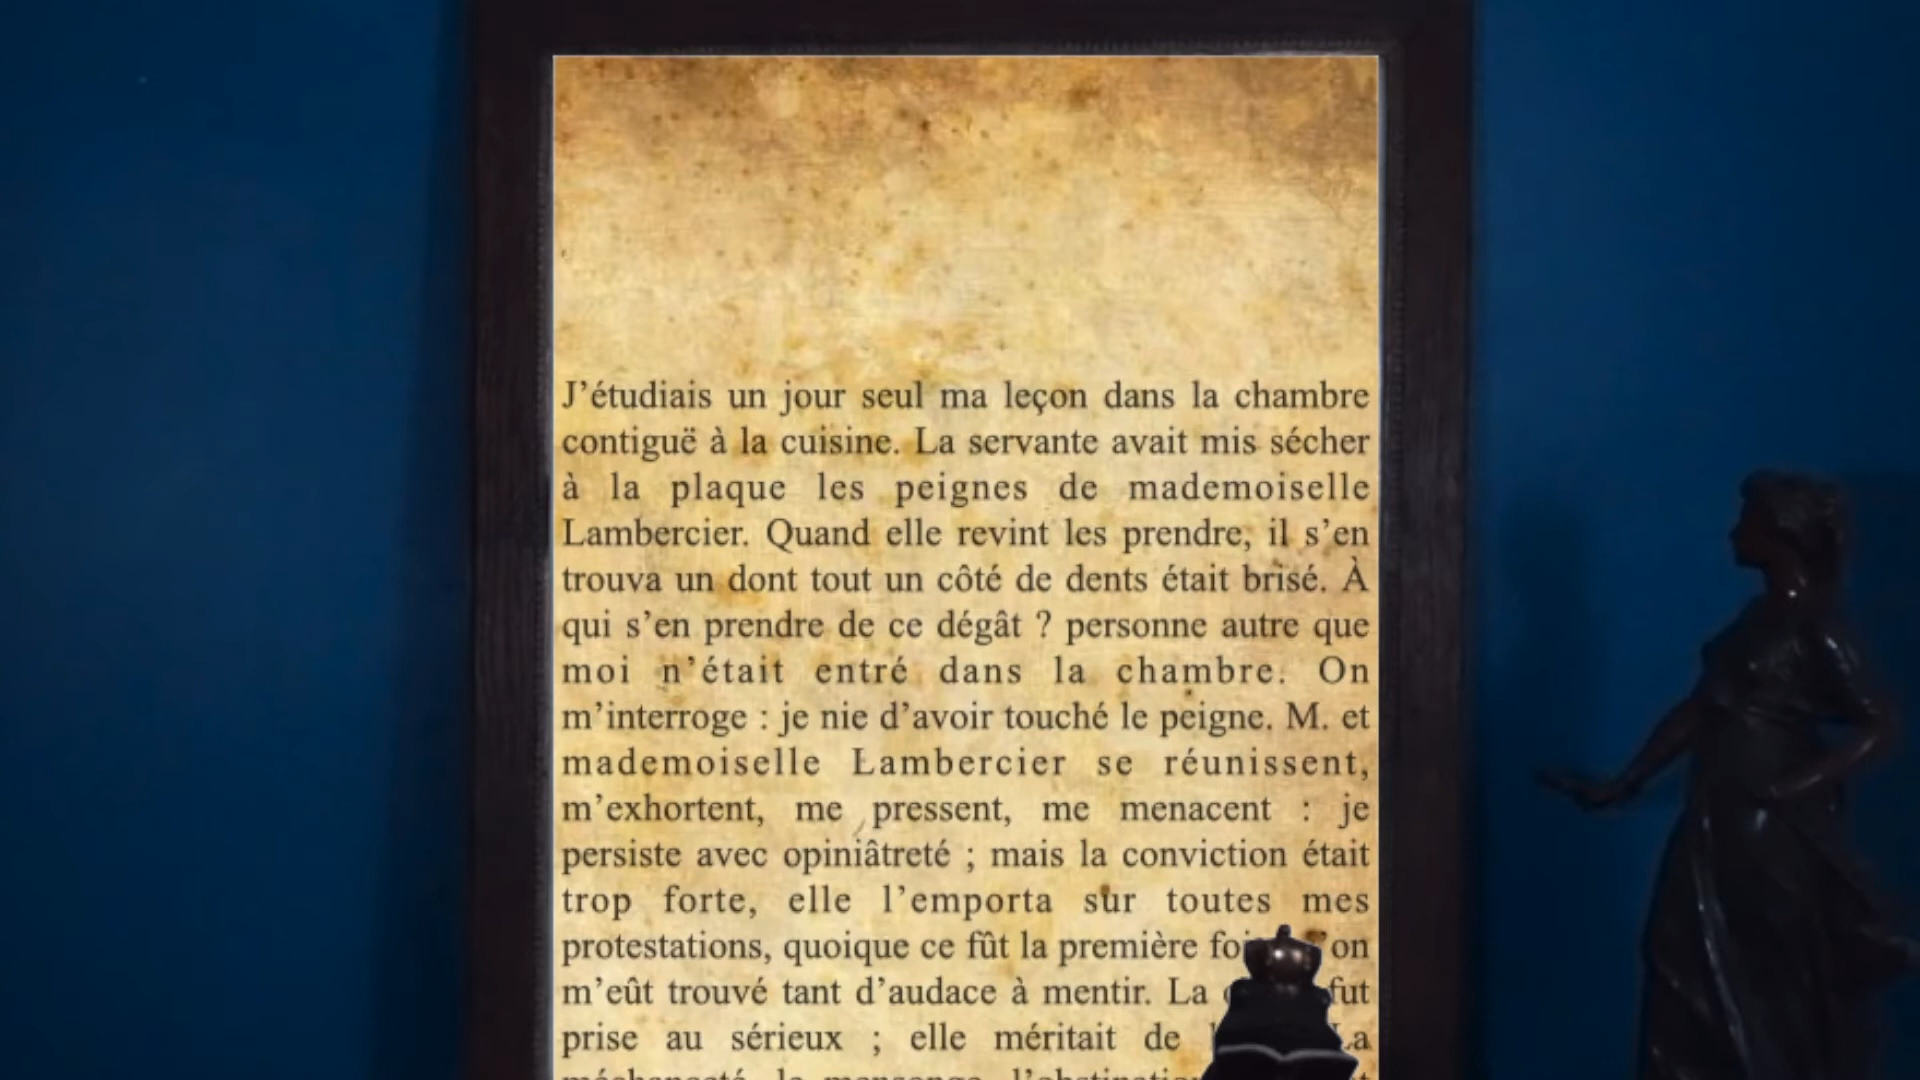 J’étudiais un jour seul ma leçon dans la chambre
contiguë à la cuisine. La servante avait mis sécher
à la plaque les peignes de mademoiselle
Lambercier. Quand elle revint les prendre, il s’en
trouva un dont tout un côté de dents était brisé. À
qui s’en prendre de ce dégât ? personne autre que
moi n’était entré dans la chambre. On
m’interroge : je nie d’avoir touché le peigne. M. et
mademoiselle Lambercier se réunissent,
m’exhortent, me pressent, me menacent : je
persiste avec opiniâtreté ; mais la conviction était
trop forte, elle l’emporta sur toutes mes
protestations, quoique ce fût la première on
m’eût trouvé tant d’audace à mentir. La fut
prise au sérieux ; elle méritait de La